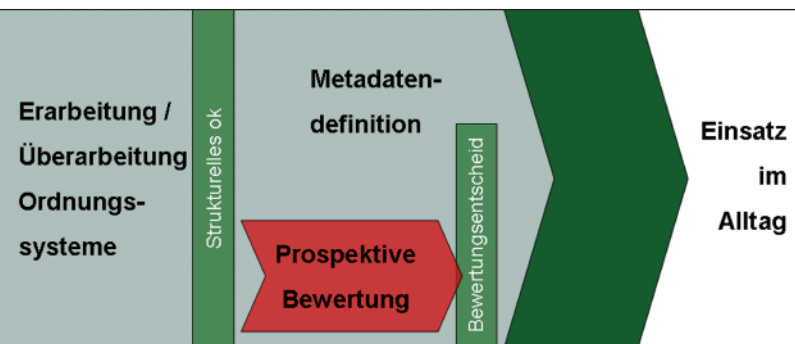 Erarbeitung /
Überarbeitung
Ordnungs-
systeme
Strukturelles ok
Metadaten-
definition
Prospektive
Bewertung
Bewertungsentscheid
Einsatz
im
Alltag